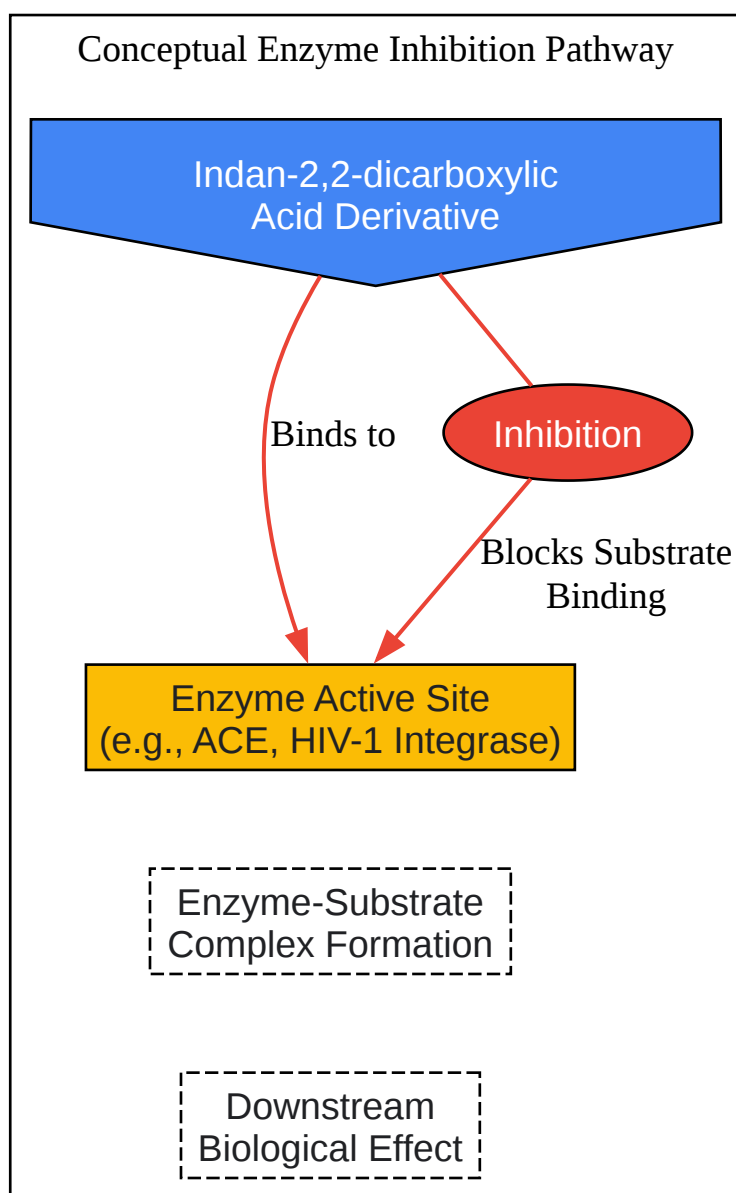 Conceptual Enzyme Inhibition Pathway
Indan-2,2-dicarboxylic
Acid Derivative
Binds to
Inhibition
Blocks Substrate
Binding
Enzyme Active Site
(e.g., ACE, HIV-1 Integrase)
Enzyme-Substrate
Complex Formation
Downstream
Biological Effect